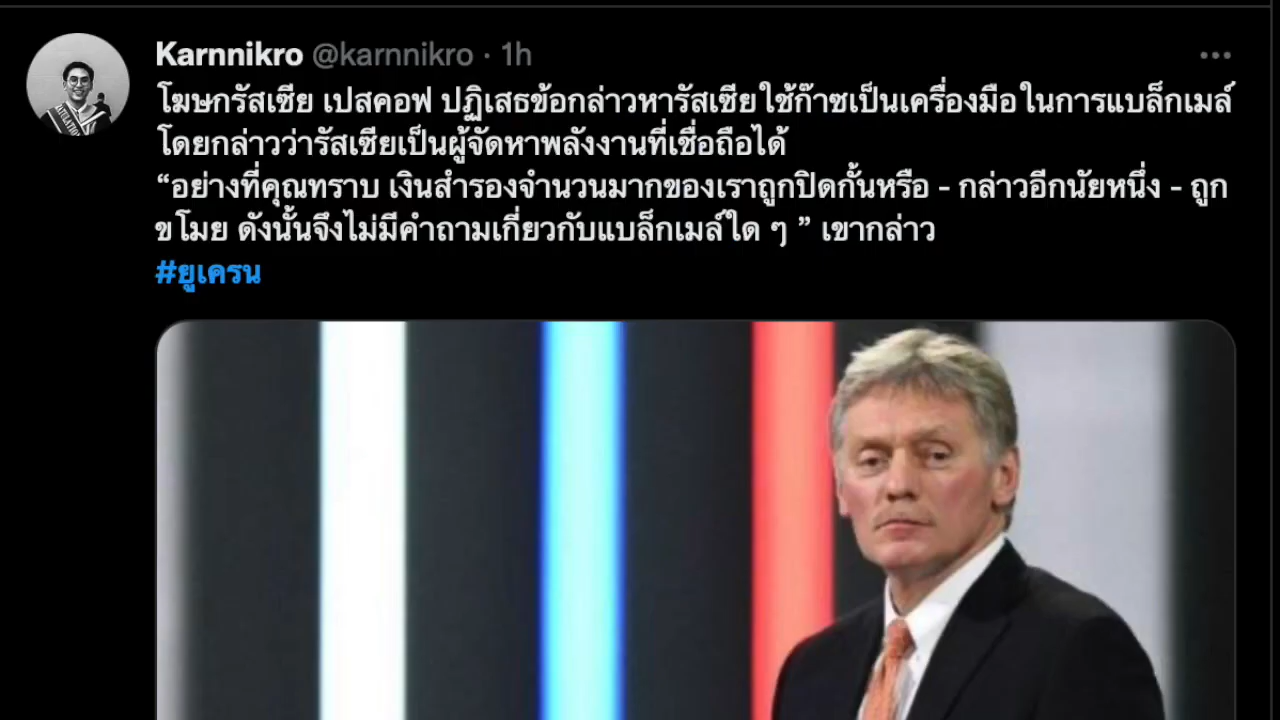 Karnnikro @karnnikro · 1h
โฆษกรัสเซีย เปสคอฟ ปฏิเสธข้อกล่าวหารัสเซียใช้ก๊าซเป็นเครื่องมือในการแบล็กเมล์
โดยกล่าวว่ารัสเซียเป็นผู้จัดหาพลังงานที่เชื่อถือได้
“อย่างที่คุณทราบ เงินสำรองจำนวนมากของเราถูกปิดกั้นหรือ - กล่าวอีกนัยหนึ่ง - ถูก
ขโมย ดังนั้นจึงไม่มีคำถามเกี่ยวกับแบล็กเมล์ใด ๆ ” เขากล่าว
#ยูเครน